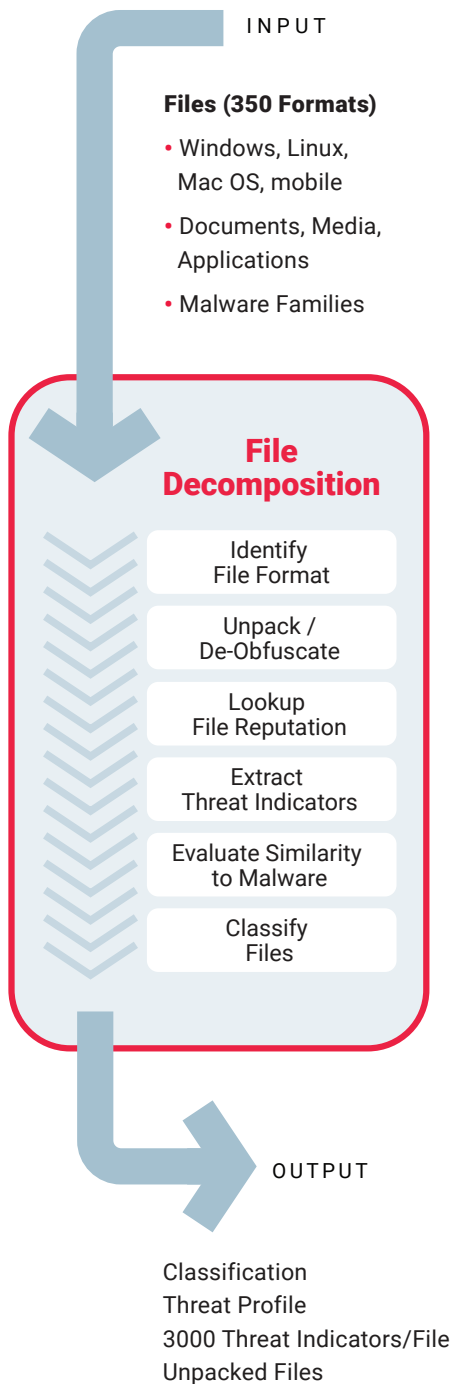 INPUT
Files (350 Formats)
• Windows, Linux,
Mac OS, mobile
• Documents, Media,
Applications
• Malware Families
File
Decomposition
Identify
File Format
Unpack /
De-Obfuscate
Lookup
File Reputation
Extract
Threat Indicators
Evaluate Similarity
to Malware
Classify
Files
OUTPUT
Classification
Threat Profile
3000 Threat Indicators/File
Unpacked Files